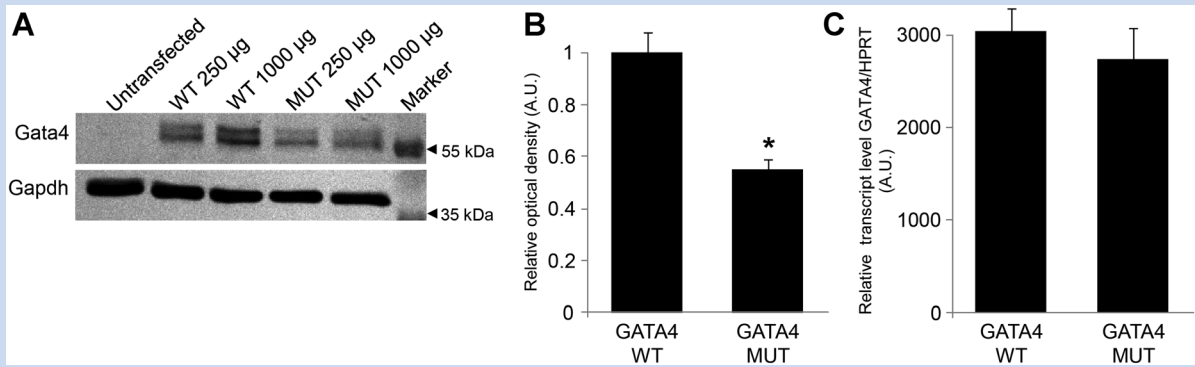 A
Untransfected
WT 250 µg
WT 1000 µg
MUT 250 µg
MUT 1000 µg
Marker
Gata4
55 kDa
Gapdh
35 kDa
B
Relative optical density (A.U.)
1
0.8
0.6
0.4
0.2
0
*
GATA4
WT
GATA4
MUT
C
Relative transcript level GATA4/HPRT
(A.U.)
3000
2000
1000
0
GATA4
WT
GATA4
MUT